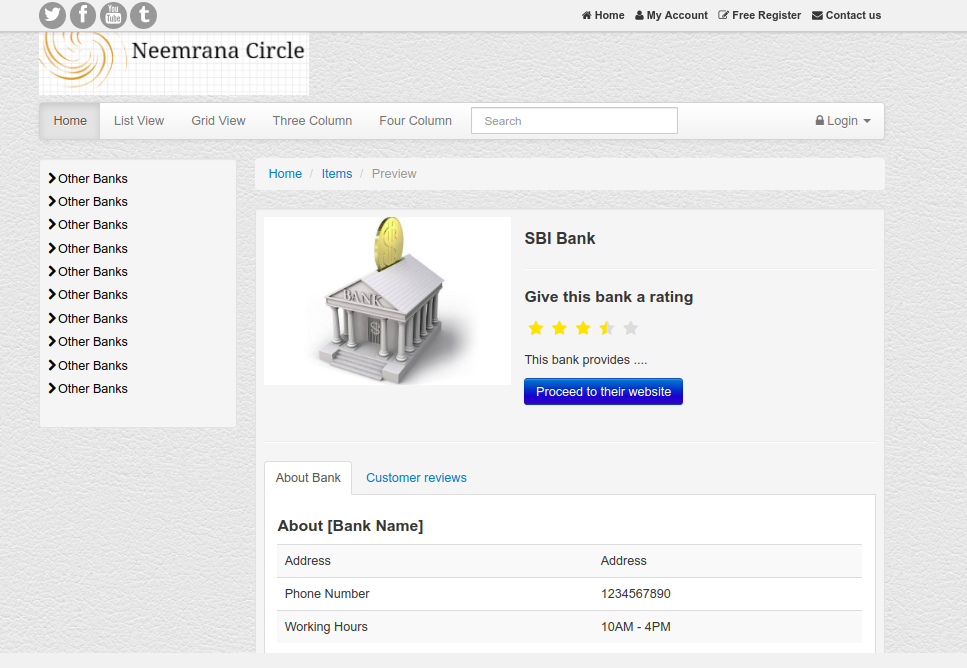 You Tube
Home My Account Free Register Contact us
Neemrana Circle
Home List View Grid View Three Column Four Column Search Login
Other Banks
Other Banks
Other Banks
Other Banks
Other Banks
Other Banks
Other Banks
Other Banks
Other Banks
Other Banks
Home / Items / Preview
BANK
$
SBI Bank
Give this bank a rating
This bank provides ....
Proceed to their website
About Bank Customer reviews
About [Bank Name]
Address Address
Phone Number 1234567890
Working Hours 10AM - 4PM